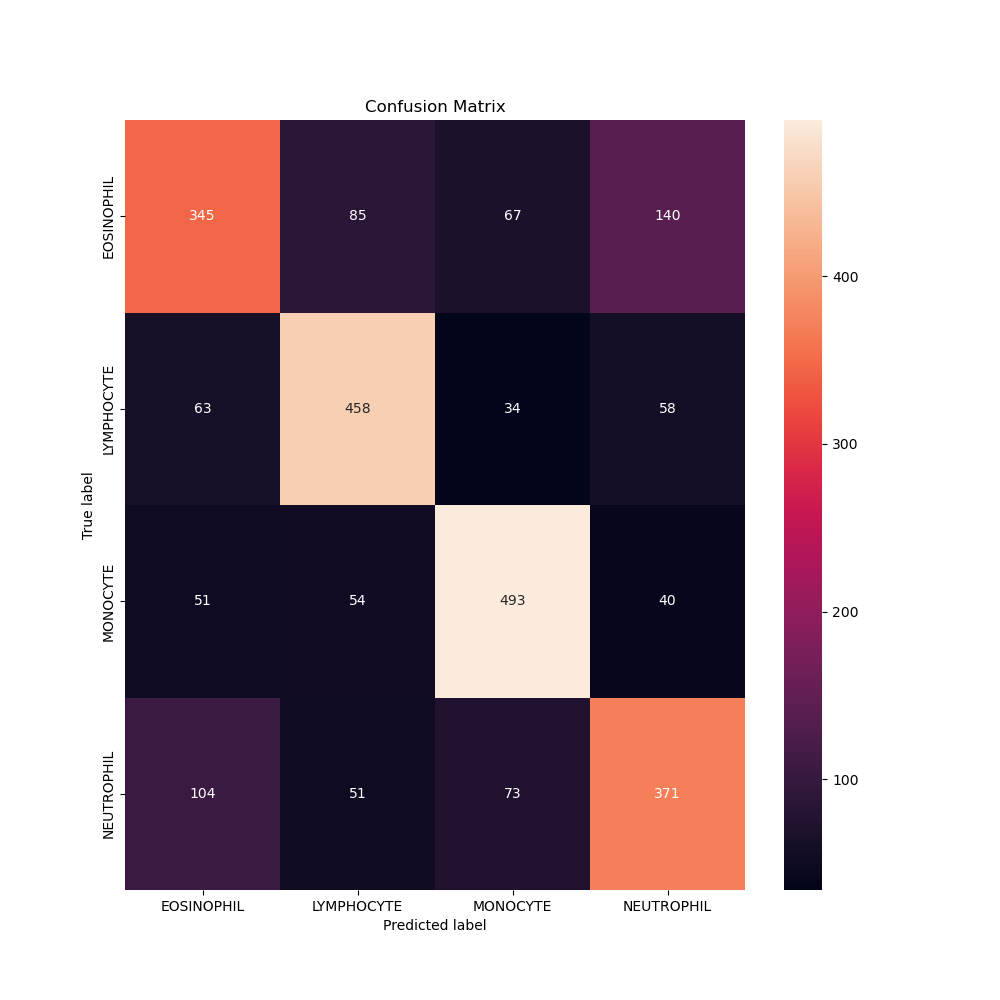 Confusion Matrix
EOSINOPHIL 345 85 67 140
LYMPHOCYTE 63 458 34 58
MONOCYTE 51 54 493 40
NEUTROPHIL 104 51 73 371
True label
EOSINOPHIL LYMPHOCYTE MONOCYTE NEUTROPHIL
Predicted label
400
300
200
100